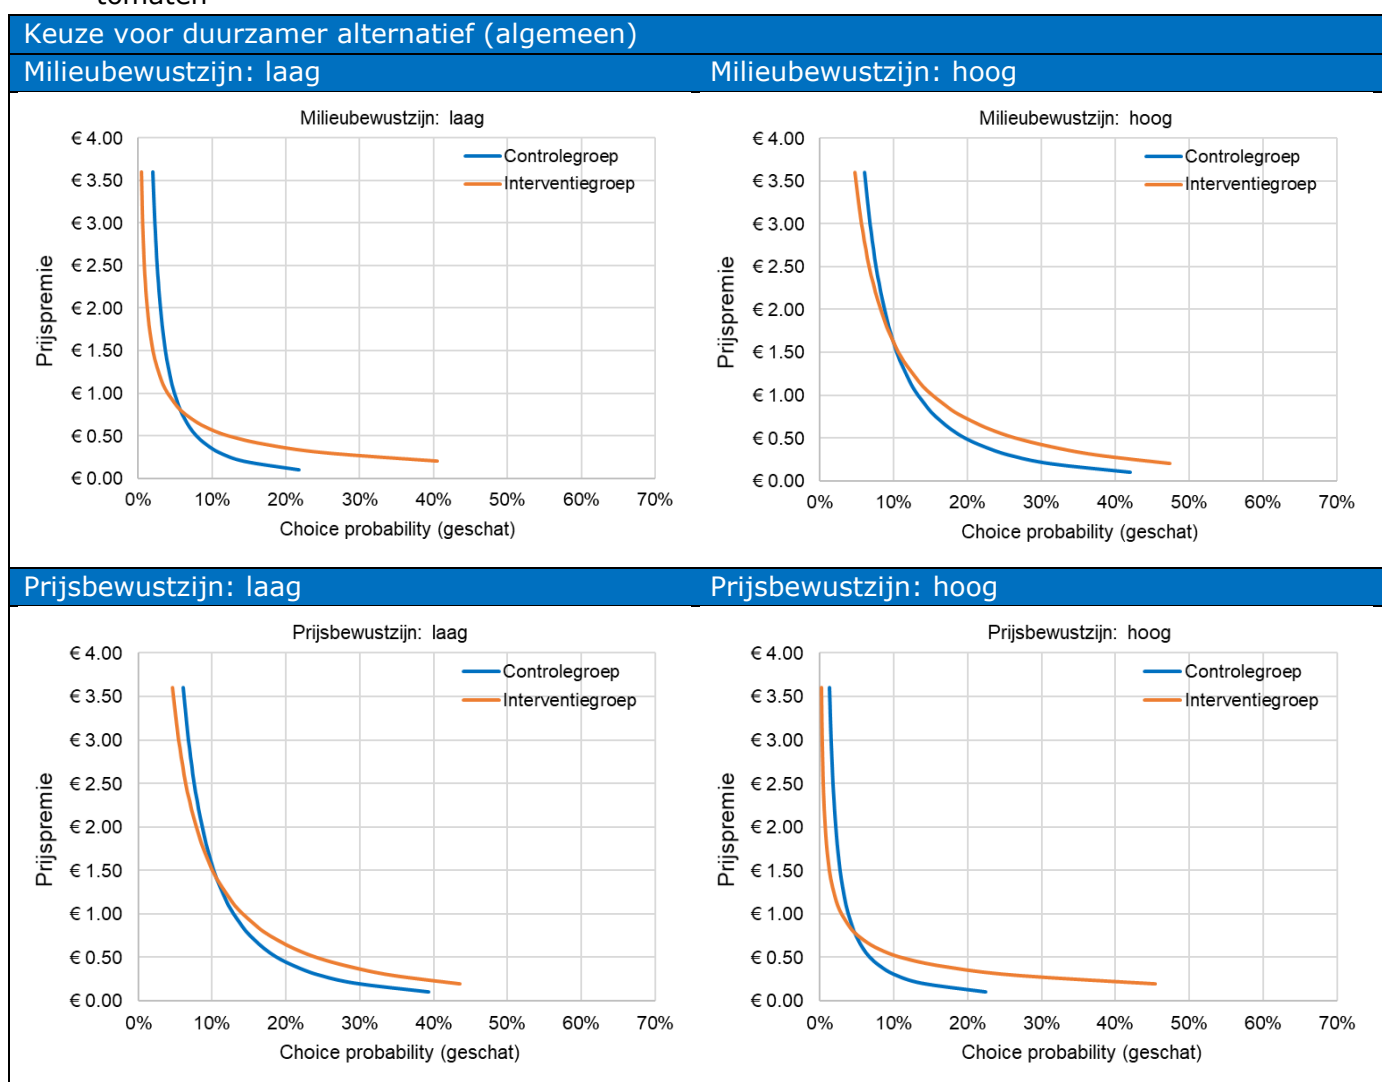 tomaten
Keuze voor duurzamer alternatief (algemeen)
Milieubewustzijn: laag
Milieubewustzijn: hoog
Milieubewustzijn: laag
€ 4.00
€ 3.50
€ 3.00
€ 2.50
€ 2.00
€ 1.50
€ 1.00
€ 0.50
€ 0.00
Prijspremie
Controlegroep
Interventiegroep
0% 10% 20% 30% 40% 50% 60% 70%
Choice probability (geschat)
Milieubewustzijn: hoog
€ 4.00
€ 3.50
€ 3.00
€ 2.50
€ 2.00
€ 1.50
€ 1.00
€ 0.50
€ 0.00
Prijspremie
Controlegroep
Interventiegroep
0% 10% 20% 30% 40% 50% 60% 70%
Choice probability (geschat)
Prijsbewustzijn: laag
Prijsbewustzijn: hoog
Prijsbewustzijn: laag
€ 4.00
€ 3.50
€ 3.00
€ 2.50
€ 2.00
€ 1.50
€ 1.00
€ 0.50
€ 0.00
Prijspremie
Controlegroep
Interventiegroep
0% 10% 20% 30% 40% 50% 60% 70%
Choice probability (geschat)
Prijsbewustzijn: hoog
€ 4.00
€ 3.50
€ 3.00
€ 2.50
€ 2.00
€ 1.50
€ 1.00
€ 0.50
€ 0.00
Prijspremie
Controlegroep
Interventiegroep
0% 10% 20% 30% 40% 50% 60% 70%
Choice probability (geschat)